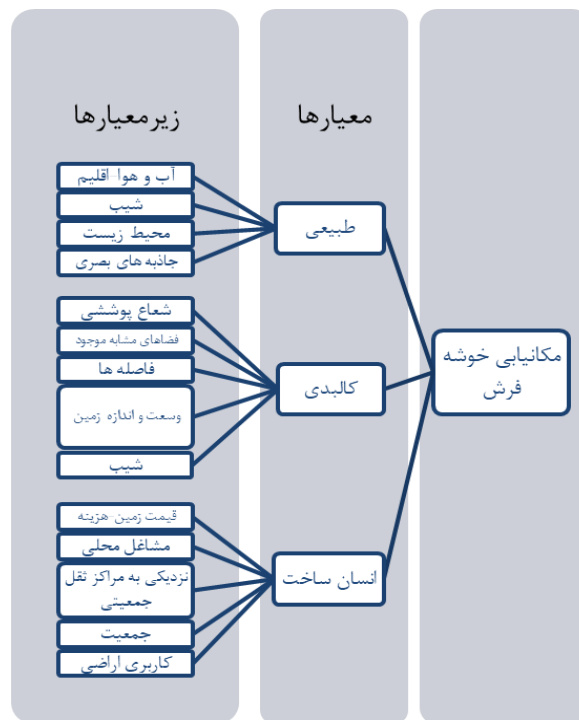 معیارها
زیرمعیارها
مکانیابی خوشه
فرش
طبیعی
آب و هوا-اقلیم
شیب
محیط زیست
جاذبه های بصری
کالبدی
شعاع پوششی
فضاهای مشابه موجود
فاصله ها
وسعت و اندازه زمین
شیب
انسان ساخت
قیمت زمین-هزینه
مشاغل محلی
نزدیکی به مراکز ثقل
جمعیتی
جمعیت
کاربری اراضی